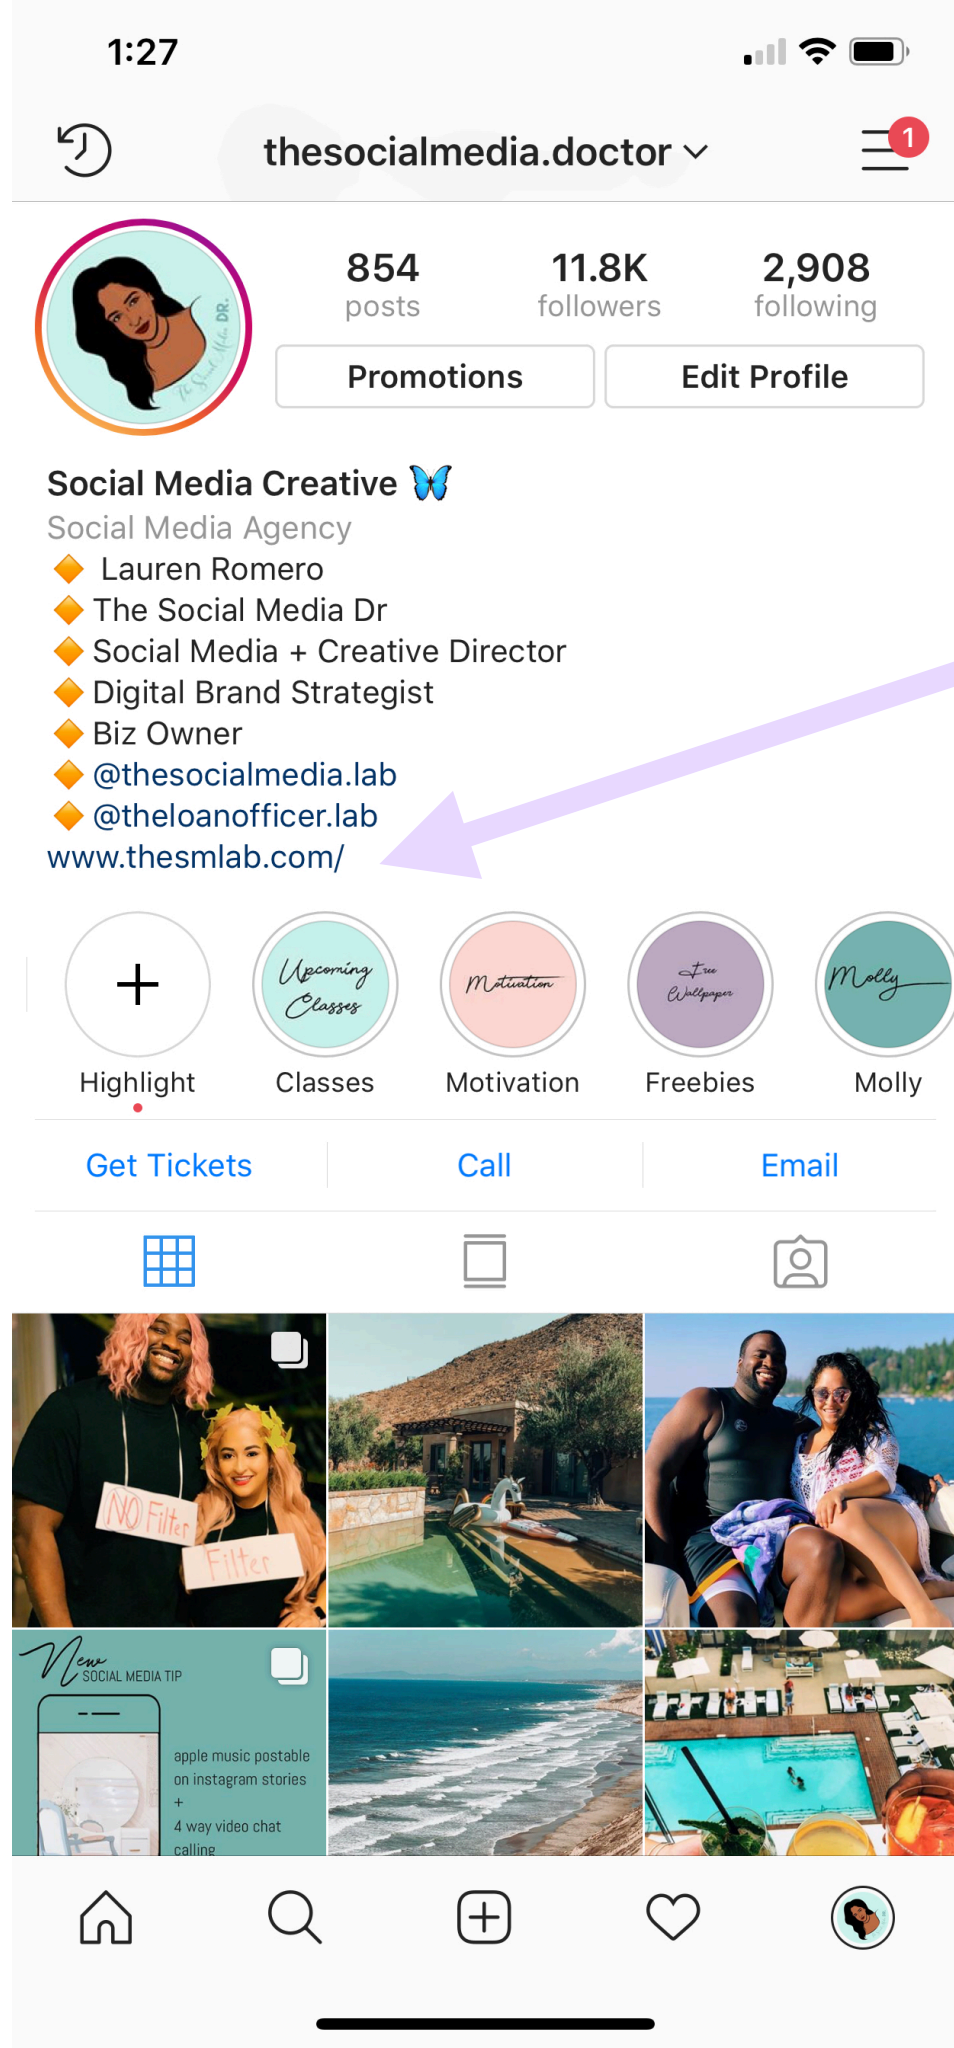 1:27
thesocialmedia.doctor
1
The Social Media DR.
854
posts
11.8K
followers
2,908
following
Promotions
Edit Profile
Social Media Creative
Social Media Agency
Lauren Romero
The Social Media Dr
Social Media + Creative Director
Digital Brand Strategist
Biz Owner
@thesocialmedia.lab
@theloanofficer.lab
www.thesmlab.com/
Upcoming
Classes
Motivation
Free
Wallpaper
Molly
Highlight
Classes
Motivation
Freebies
Molly
Get Tickets
Call
Email
NO Filter
Filter
New
SOCIAL MEDIA TIP
apple music postable
on instagram stories
+
4 way video chat
calling